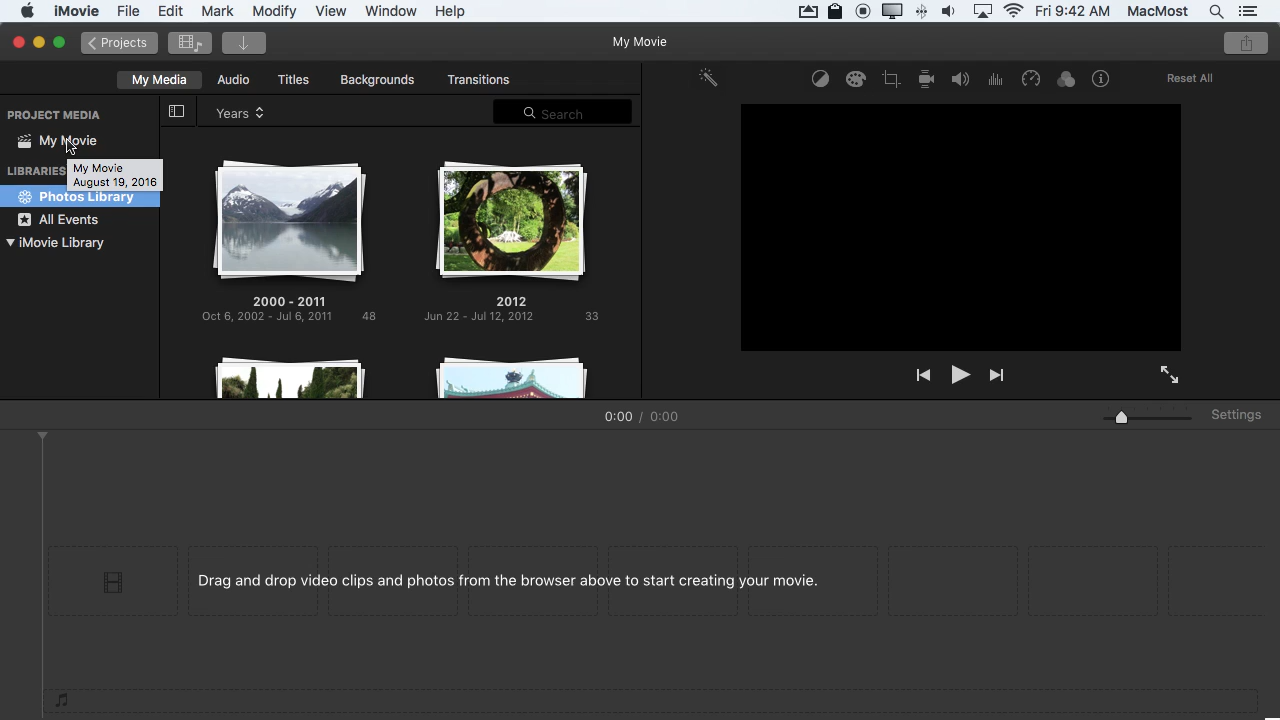 iMovie File Edit Mark Modify View Window Help Fri 9:42 AM MacMost
Projects My Movie
My Media Audio Titles Backgrounds Transitions Reset All
PROJECT MEDIA
My Movie
LIBRARIES
My Movie
August 19, 2016
Photos Library
All Events
iMovie Library
Years Search
2000 - 2011
Oct 6, 2002 - Jul 6, 2011 48
2012
Jun 22 - Jul 12, 2012 33
0:00 / 0:00 Settings
Drag and drop video clips and photos from the browser above to start creating your movie.